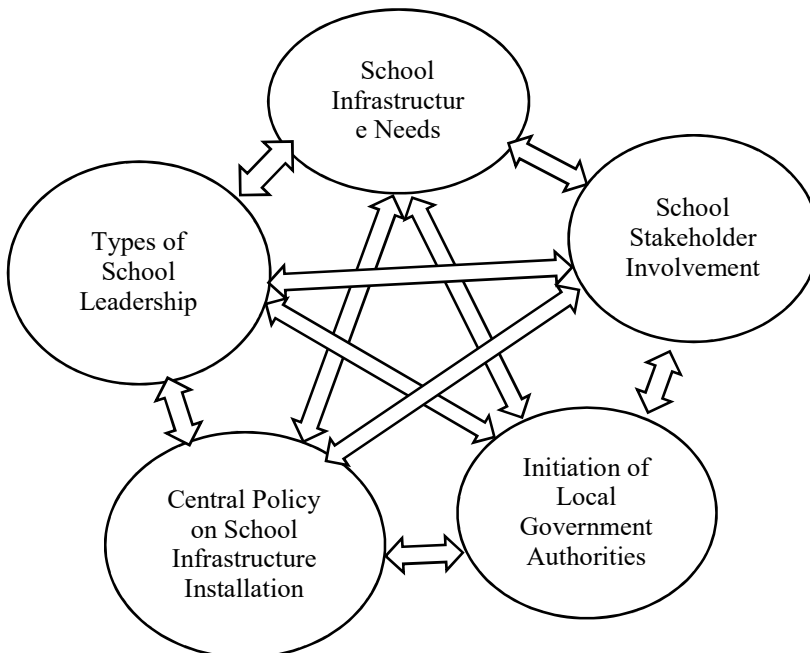 School
Infrastructur
e Needs
School
Stakeholder
Involvement
Types of
School
Leadership
Initiation of
Local
Government
Authorities
Central Policy
on School
Infrastructure
Installation